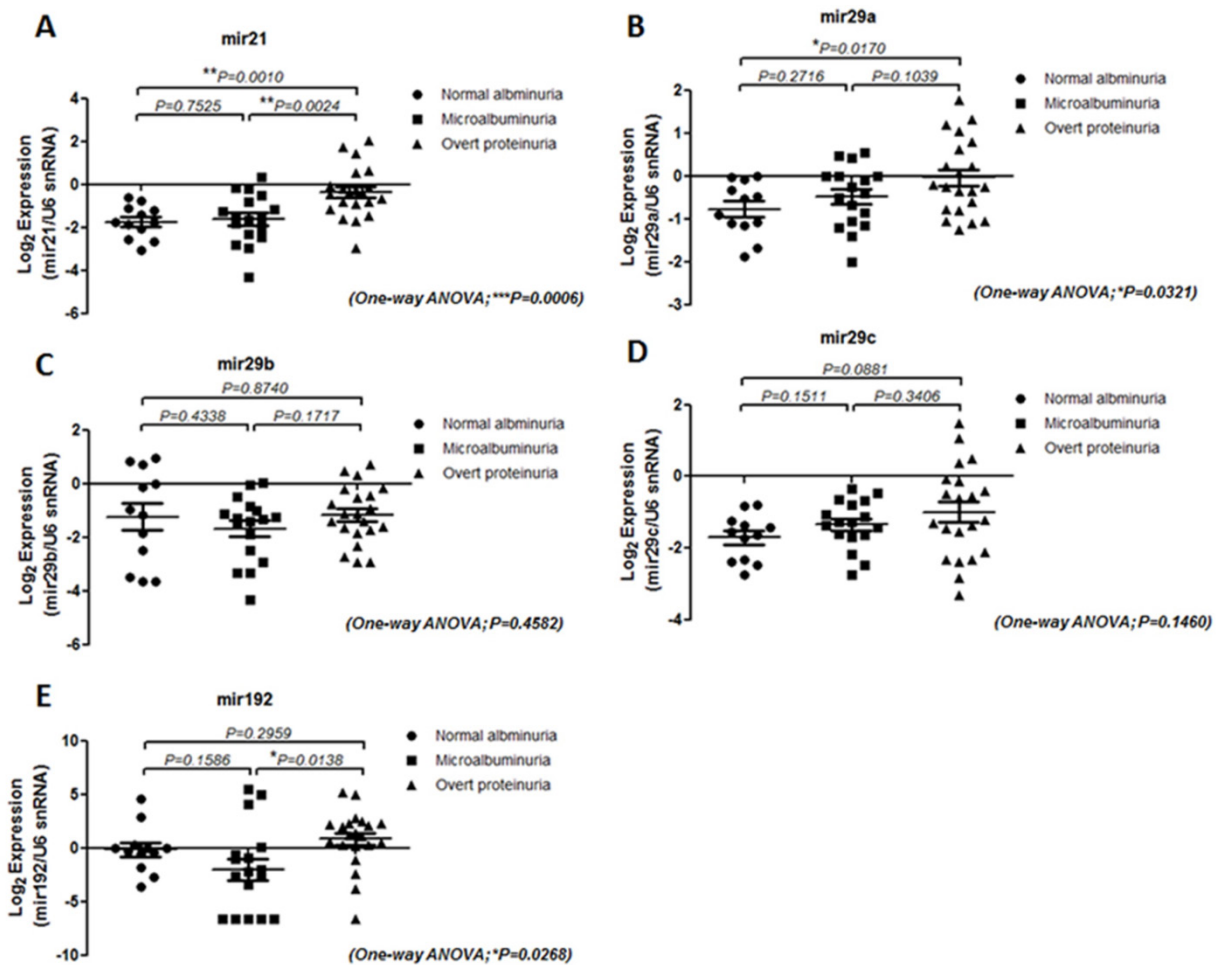 A
mir21
**P=0.0010
P=0.7525
**P=0.0024
Normal albminuria
Microalbuminuria
Overt proteinuria
Log2 Expression
(mir21/U6 snRNA)
4
2
0
-2
-4
-6
(One-way ANOVA;***P=0.0006)
B
mir29a
*P=0.0170
P=0.2716
P=0.1039
Normal albminuria
Microalbuminuria
Overt proteinuria
Log2 Expression
(mir29a/U6 snRNA)
2
1
0
-1
-2
-3
(One-way ANOVA;*P=0.0321)
C
mir29b
P=0.8740
P=0.4338
P=0.1717
Normal albminuria
Microalbuminuria
Overt proteinuria
Log2 Expression
(mir29b/U6 snRNA)
2
0
-2
-4
-6
(One-way ANOVA;P=0.4582)
D
mir29c
P=0.0881
P=0.1511
P=0.3406
Normal albminuria
Microalbuminuria
Overt proteinuria
Log2 Expression
(mir29c/U6 snRNA)
2
0
-2
-4
(One-way ANOVA;P=0.1460)
E
mir192
P=0.2959
P=0.1586
*P=0.0138
Normal albminuria
Microalbuminuria
Overt proteinuria
Log2 Expression
(mir192/U6 snRNA)
10
5
0
-5
-10
(One-way ANOVA;*P=0.0268)